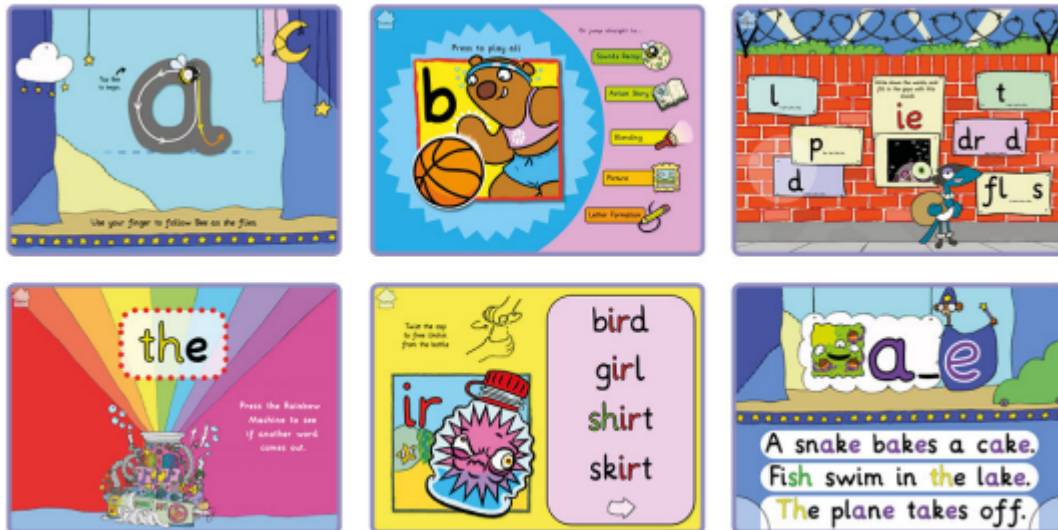 You fine
to begin.
a
Use your finger to follow Bee as she flies
Press to play all
b
Or jump straight to...
Sounds Recap
Action Story
Blending
Picture
Letter Formation
l
p
d
ie
t
dr d
fl s
the
Press the Rainbow
Machine to see
if another word
comes out.
Twist the cap
to free Urchin
from the bottle
ir
bird
girl
shirt
skirt
a_e
A snake bakes a cake.
Fish swim in the lake.
The plane takes off.